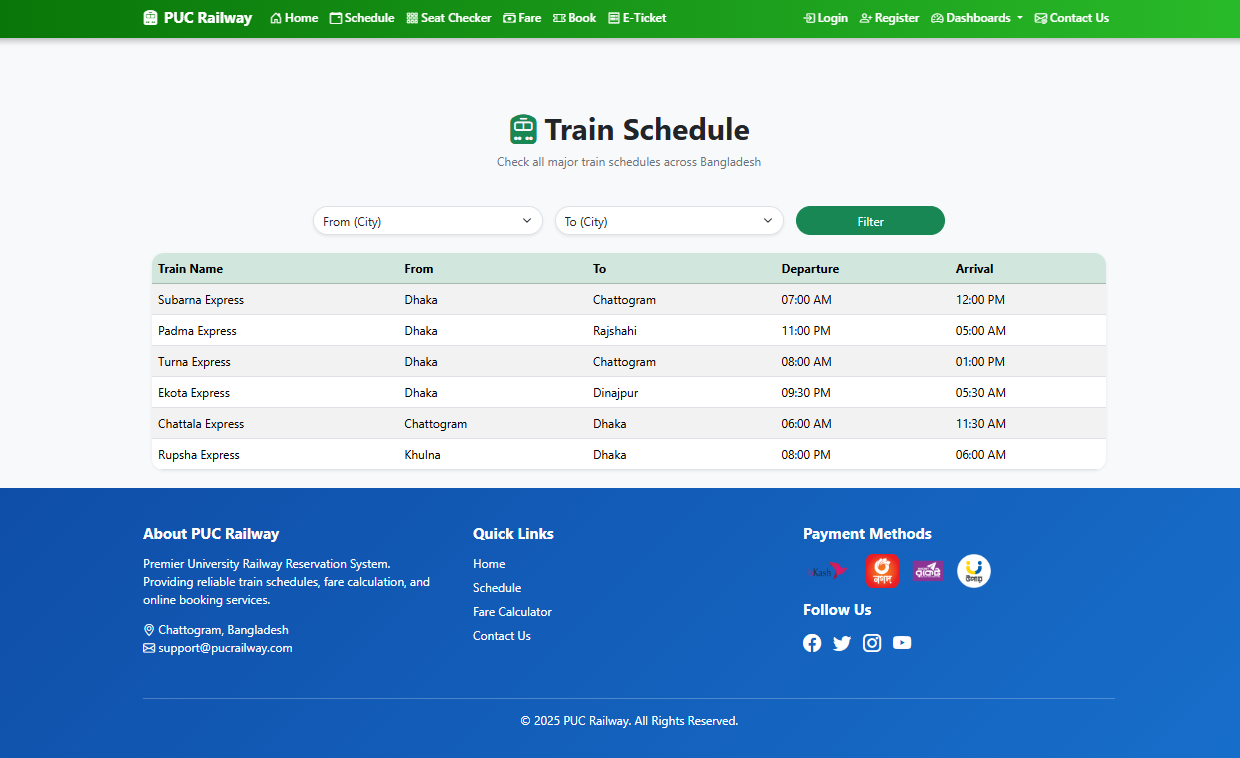 PUC Railway Home Schedule Seat Checker Fare Book E-Ticket Login Register Dashboards Contact Us
Train Schedule
Check all major train schedules across Bangladesh
From (City) To (City) Filter
Train Name From To Departure Arrival
Subarna Express Dhaka Chattogram 07:00 AM 12:00 PM
Padma Express Dhaka Rajshahi 11:00 PM 05:00 AM
Turna Express Dhaka Chattogram 08:00 AM 01:00 PM
Ekota Express Dhaka Dinajpur 09:30 PM 05:30 AM
Chattala Express Chattogram Dhaka 06:00 AM 11:30 AM
Rupsha Express Khulna Dhaka 08:00 PM 06:00 AM
About PUC Railway
Premier University Railway Reservation System.
Providing reliable train schedules, fare calculation, and
online booking services.
Chattogram, Bangladesh
support@pucrailway.com
Quick Links
Home
Schedule
Fare Calculator
Contact Us
Payment Methods
নগদ
Follow Us
© 2025 PUC Railway. All Rights Reserved.